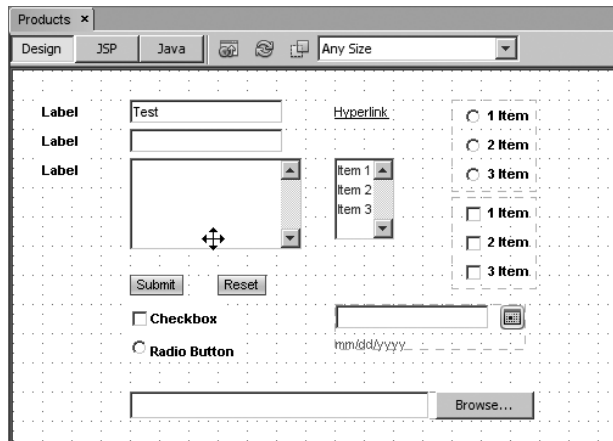 Products ×
Design JSP Java Any Size
Label Test Hyperlink 1 Item
Label 2 Item
Label Item 1 3 Item
Item 2
Item 3 1 Item
2 Item
3 Item
Submit Reset
Checkbox
Radio Button mm/dd/yyyy
Browse...